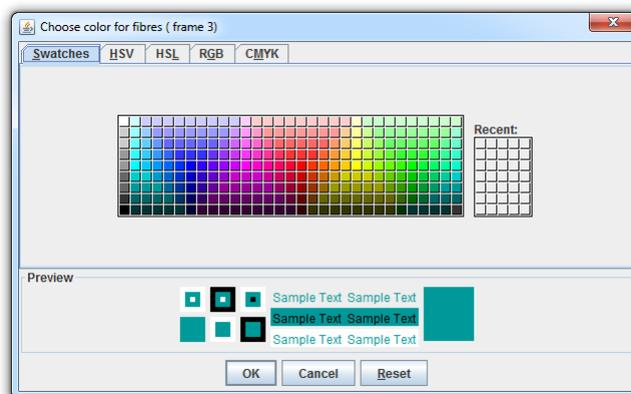 Choose color for fibres ( frame 3)
Swatches HSV HSL RGB CMYK
Recent:
Preview
Sample Text Sample Text
Sample Text Sample Text
Sample Text Sample Text
OK Cancel Reset